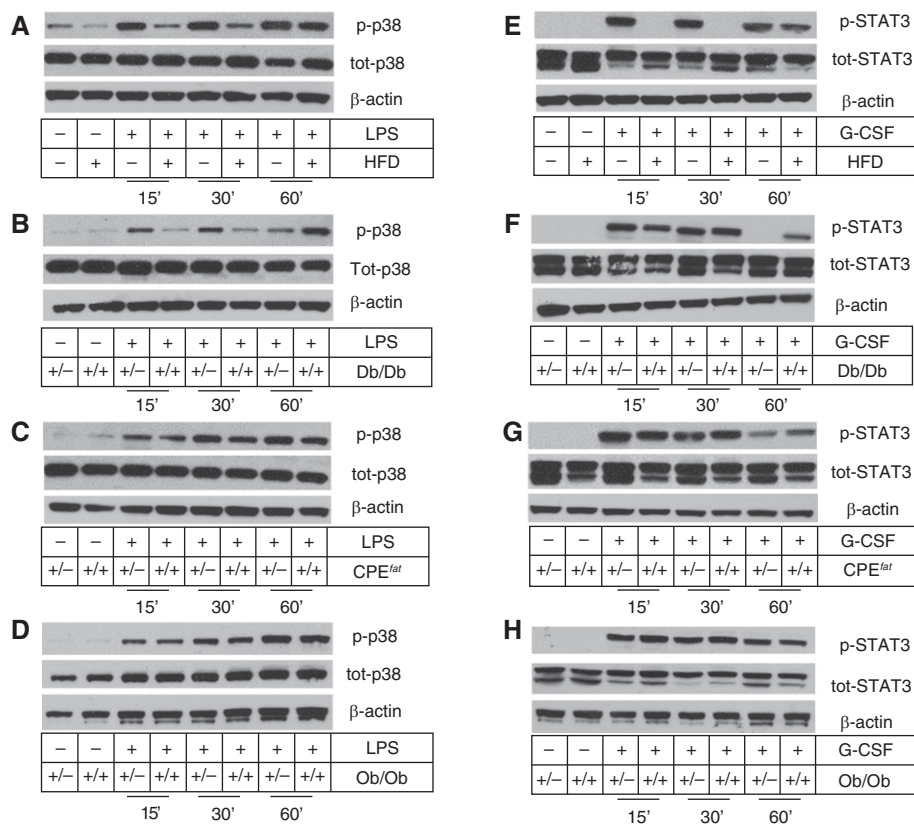 A
p-p38
tot-p38
β-actin
– – + + + + + + LPS
– + – + – + – + HFD
15’ 30’ 60’
B
p-p38
Tot-p38
β-actin
– – + + + + + + LPS
+/– +/+ +/– +/+ +/– +/+ +/– +/+ Db/Db
15’ 30’ 60’
C
p-p38
tot-p38
β-actin
– – + + + + + + LPS
+/– +/+ +/– +/+ +/– +/+ +/– +/+ CPEfat
15’ 30’ 60’
D
p-p38
tot-p38
β-actin
– – + + + + + + LPS
+/– +/+ +/– +/+ +/– +/+ +/– +/+ Ob/Ob
15’ 30’ 60’
E
p-STAT3
tot-STAT3
β-actin
– – + + + + + + G-CSF
– + – + – + – + HFD
15’ 30’ 60’
F
p-STAT3
tot-STAT3
β-actin
– – + + + + + + G-CSF
+/– +/+ +/– +/+ +/– +/+ +/– +/+ Db/Db
15’ 30’ 60’
G
p-STAT3
tot-STAT3
β-actin
– – + + + + + + G-CSF
+/– +/+ +/– +/+ +/– +/+ +/– +/+ CPEfat
15’ 30’ 60’
H
p-STAT3
tot-STAT3
β-actin
– – + + + + + + G-CSF
+/– +/+ +/– +/+ +/– +/+ +/– +/+ Ob/Ob
15’ 30’ 60’